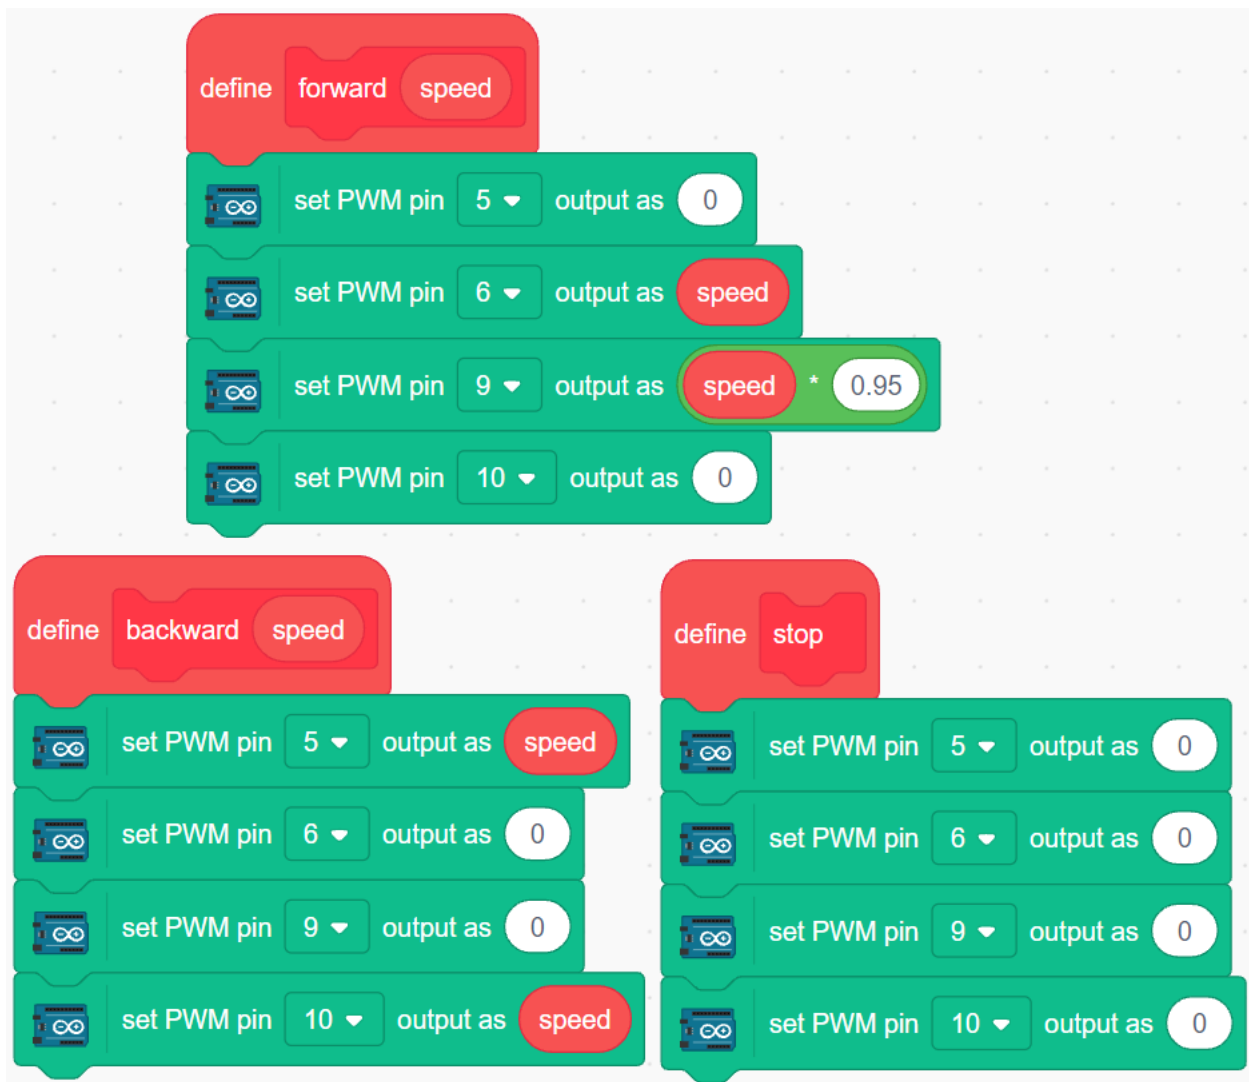 define forward speed
set PWM pin 5 output as 0
set PWM pin 6 output as speed
set PWM pin 9 output as speed * 0.95
set PWM pin 10 output as 0
define backward speed
set PWM pin 5 output as speed
set PWM pin 6 output as 0
set PWM pin 9 output as 0
set PWM pin 10 output as speed
define stop
set PWM pin 5 output as 0
set PWM pin 6 output as 0
set PWM pin 9 output as 0
set PWM pin 10 output as 0